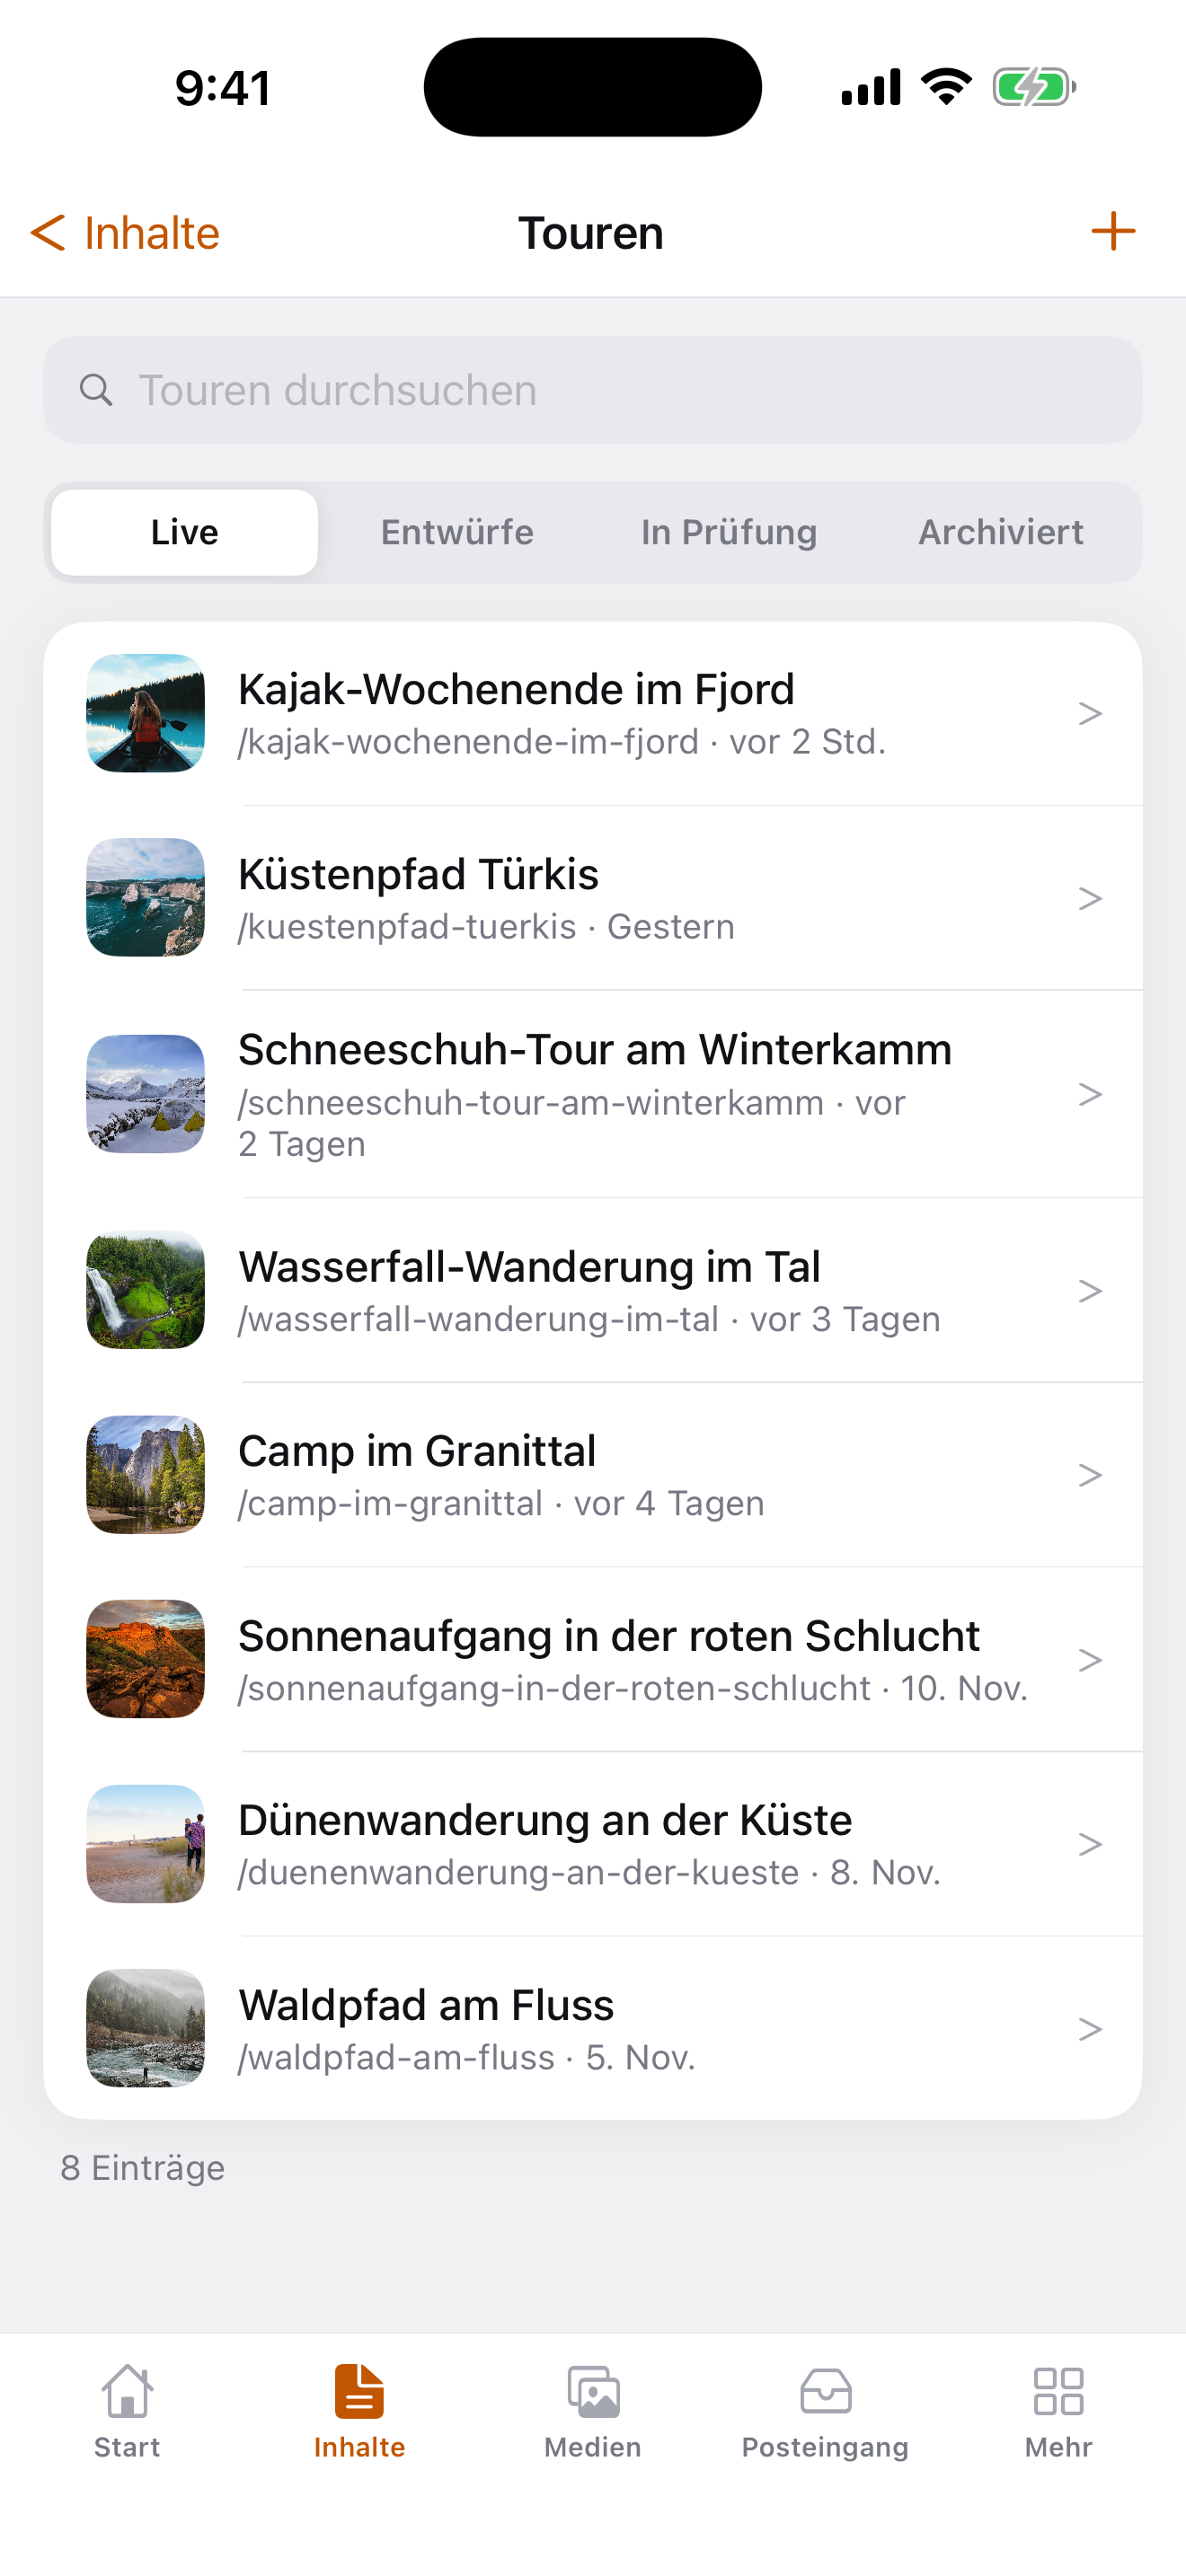 9:41
Inhalte
Touren
Touren durchsuchen
Live
Entwürfe
In Prüfung
Archiviert
Kajak-Wochenende im Fjord
/kajak-wochenende-im-fjord · vor 2 Std.
Küstenpfad Türkis
/kuestenpfad-tuerkis · Gestern
Schneeschuh-Tour am Winterkamm
/schneeschuh-tour-am-winterkamm · vor
2 Tagen
Wasserfall-Wanderung im Tal
/wasserfall-wanderung-im-tal · vor 3 Tagen
Camp im Granittal
/camp-im-granittal · vor 4 Tagen
Sonnenaufgang in der roten Schlucht
/sonnenaufgang-in-der-roten-schlucht · 10. Nov.
Dünenwanderung an der Küste
/duenenwanderung-an-der-kueste · 8. Nov.
Waldpfad am Fluss
/waldpfad-am-fluss · 5. Nov.
8 Einträge
Start
Inhalte
Medien
Posteingang
Mehr